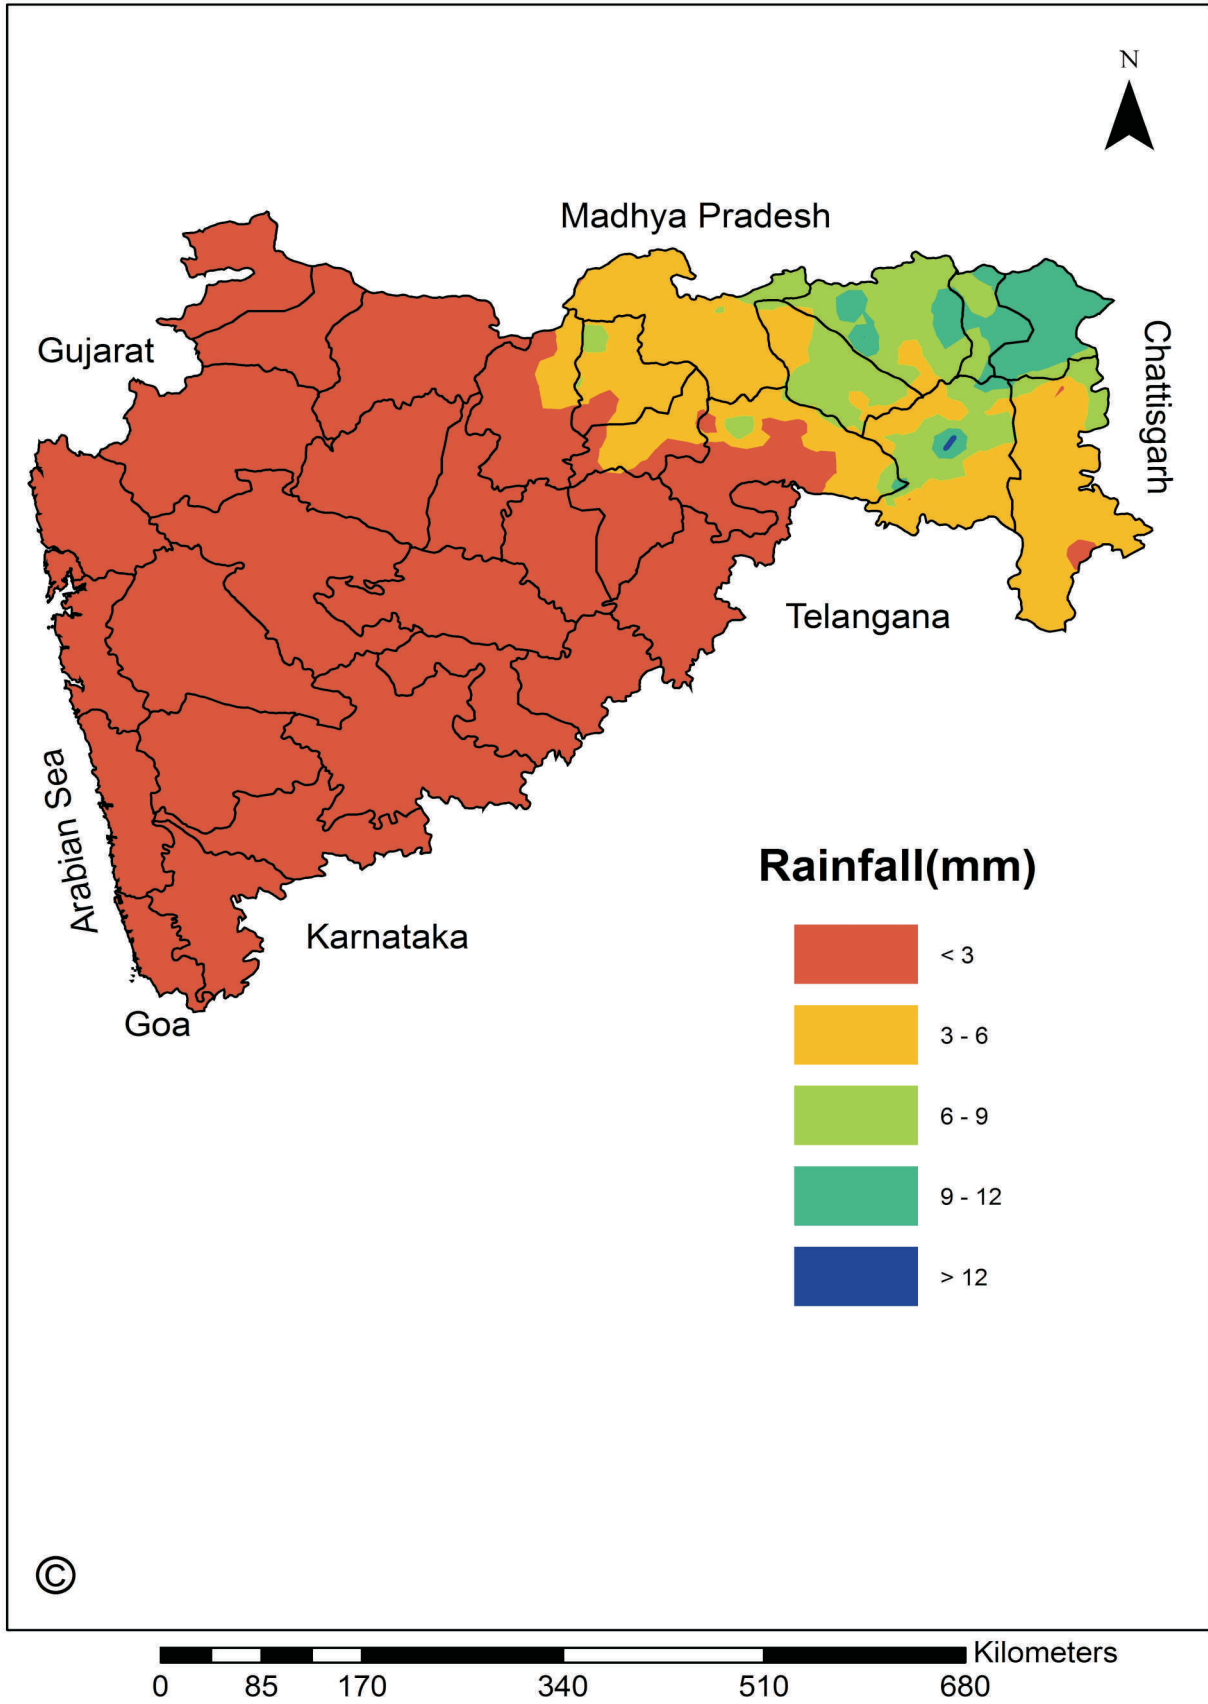 N
Madhya Pradesh
Gujarat
Chattisgarh
Telangana
Arabian Sea
Karnataka
Goa
Rainfall(mm)
< 3
3 - 6
6 - 9
9 - 12
> 12
©
Kilometers
0 85 170 340 510 680